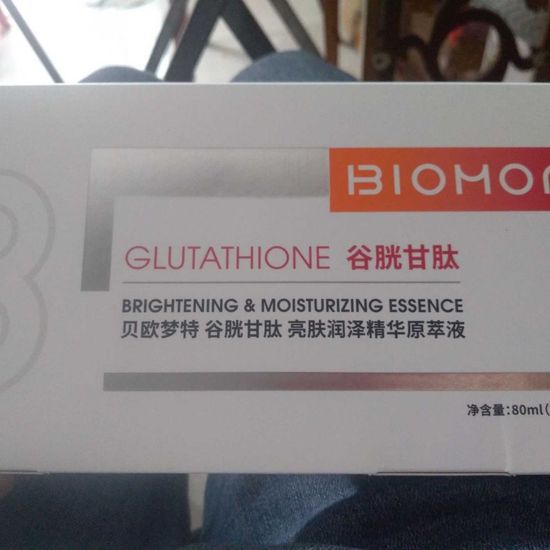 BIOMOR
GLUTATHIONE 谷胱甘肽
BRIGHTENING & MOISTURIZING ESSENCE
贝欧梦特 谷胱甘肽 亮肤润泽精华原萃液
净含量:80ml(